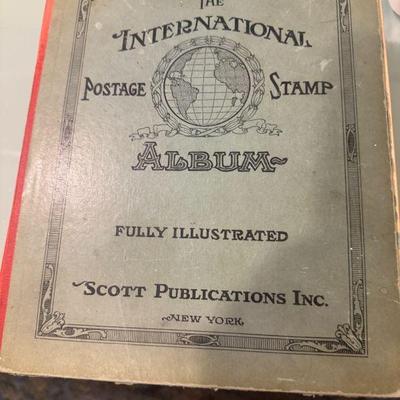 THE
INTERNATIONAL
POSTAGE STAMP
ALBUM
FULLY ILLUSTRATED
SCOTT PUBLICATIONS INC.
NEW YORK